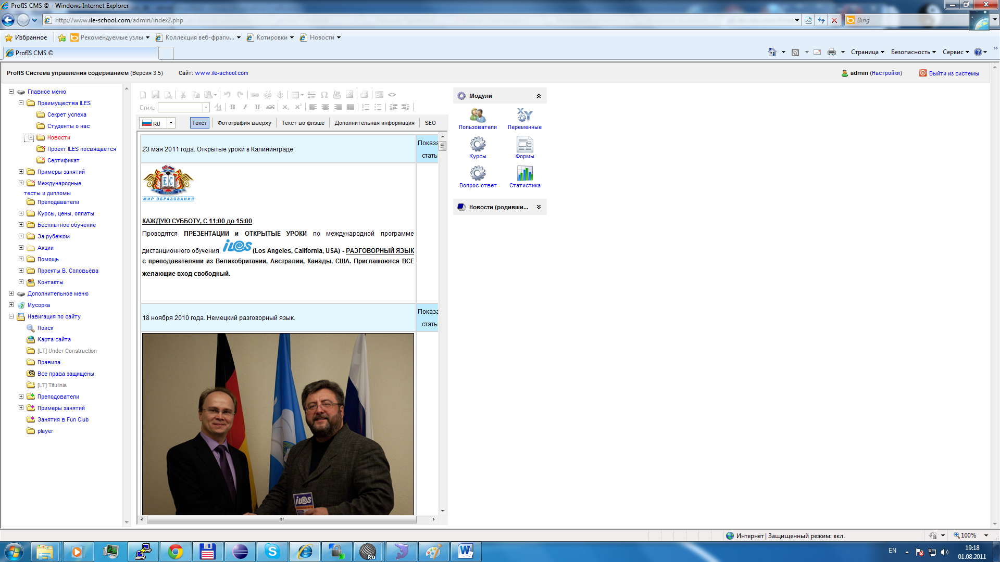 ProfIS CMS © - Windows Internet Explorer
http://www.ile-school.com/admin/index2.php
Bing
Избранное
Рекомендуемые узлы
Коллекция веб-фрагм...
Котировки
Новости
ProfIS CMS ©
Страница
Безопасность
Сервис
ProfIS Система управления содержанием (Версия 3.5)
Сайт: www.ile-school.com
admin (Настройки)
Выйти из системы
Главное меню
Преимущества ILES
Секрет успеха
Студенты о нас
Новости
Проект ILES посвящается
Сертификат
Примеры занятий
Международные
тесты и дипломы
Преподаватели
Курсы, цены, оплаты
Бесплатное обучение
За рубежом
Акции
Помощь
Проекты В. Соловьёва
Контакты
Дополнительное меню
Мусорка
Навигация по сайту
Поиск
Карта сайта
[LT] Under Construction
Правила
Все права защищены
[LT] Titulinis
Преподователи
Примеры занятий
Занятия в Fun Club
player
Стиль
RU
Текст
Фотография вверху
Текст во флэше
Дополнительная информация
SEO
23 мая 2011 года. Открытые уроки в Калининграде
Показа
стать
ЕС
МИР ОБРАЗОВАНИЯ
КАЖДУЮ СУББОТУ, С 11:00 до 15:00
Проводятся ПРЕЗЕНТАЦИИ и ОТКРЫТЫЕ УРОКИ по международной программе
дистанционного обучения iLes (Los Angeles, California, USA) - РАЗГОВОРНЫЙ ЯЗЫК
с преподавателями из Великобритании, Австралии, Канады, США. Приглашаются ВСЕ
желающие вход свободный.
18 ноября 2010 года. Немецкий разговорный язык.
Показа
стать
iLes
Модули
Пользователи
Переменные
Курсы
Формы
Вопрос-ответ
Статистика
Новости (родивши...
Интернет | Защищенный режим: вкл.
100%
EN
19:18
01.08.2011